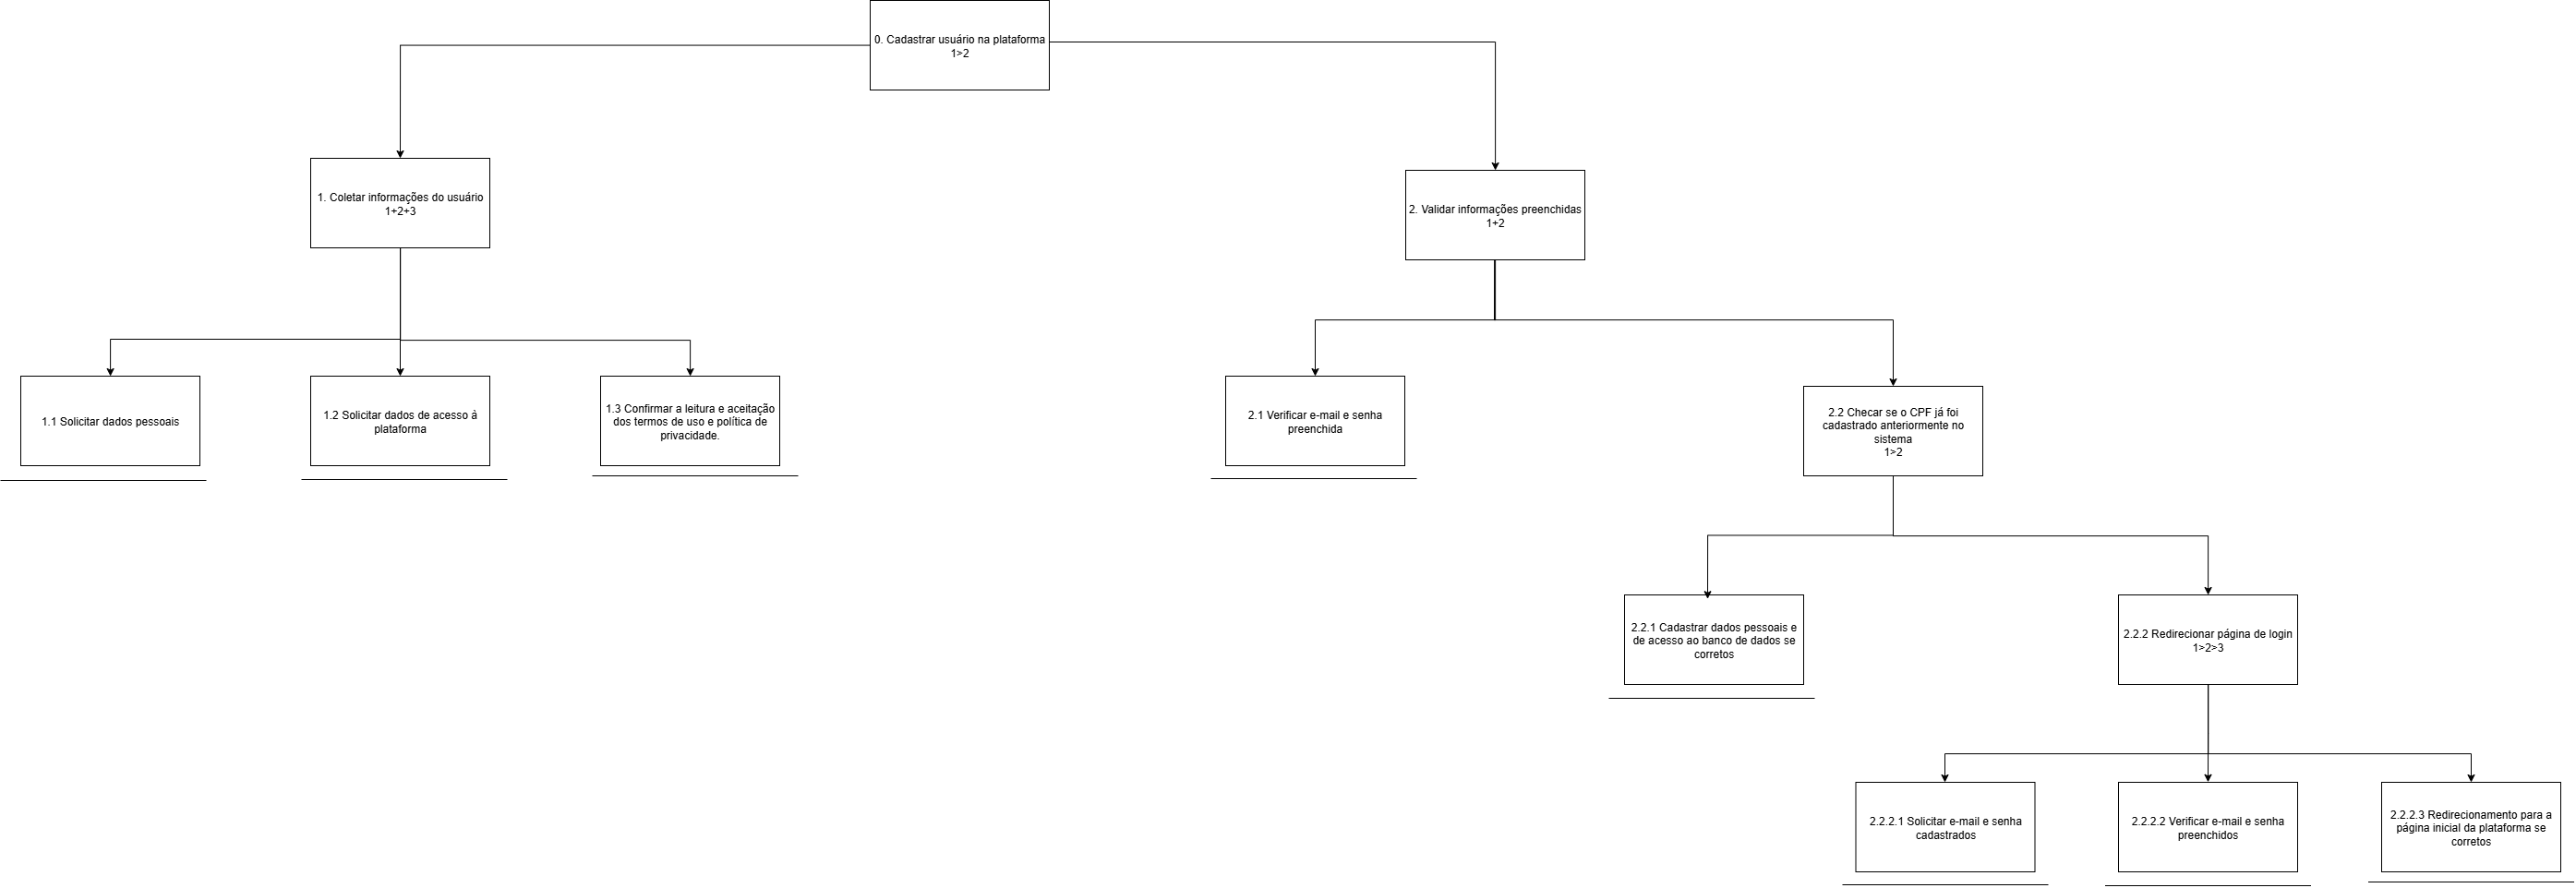 0. Cadastrar usuário na plataforma
1>2
1. Coletar informações do usuário
1+2+3
2. Validar informações preenchidas
1+2
1.1 Solicitar dados pessoais
1.2 Solicitar dados de acesso à
plataforma
1.3 Confirmar a leitura e aceitação
dos termos de uso e política de
privacidade.
2.1 Verificar e-mail e senha
preenchida
2.2 Checar se o CPF já foi
cadastrado anteriormente no
sistema
1>2
2.2.1 Cadastrar dados pessoais e
de acesso ao banco de dados se
corretos
2.2.2 Redirecionar página de login
1>2>3
2.2.2.1 Solicitar e-mail e senha
cadastrados
2.2.2.2 Verificar e-mail e senha
preenchidos
2.2.2.3 Redirecionamento para a
página inicial da plataforma se
corretos